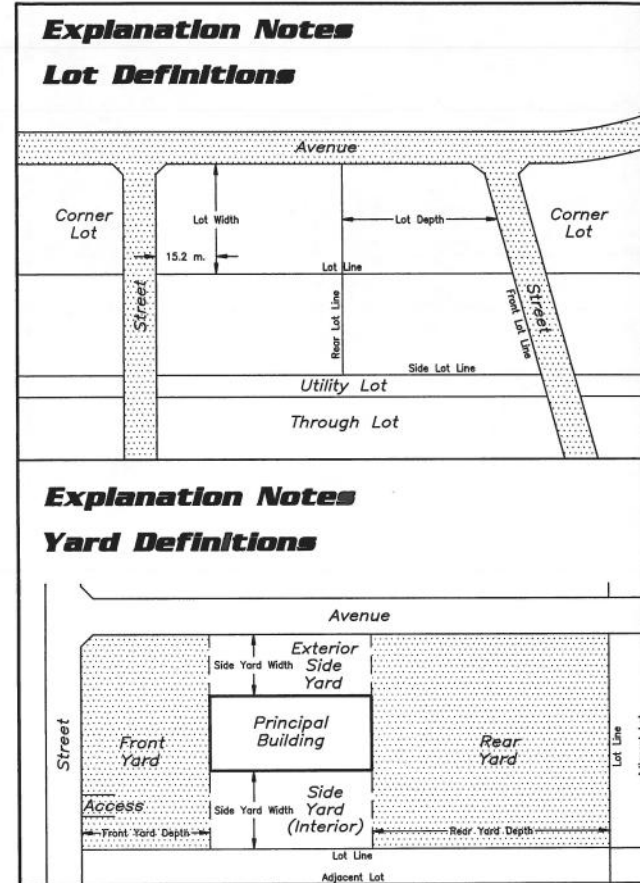 Explanation Notes
Lot Definitions
Avenue
Corner
Lot
Lot Width
Lot Depth
Corner
Lot
15.2 m.
Lot Line
Street
Rear Lot Line
Front Lot Line
Street
Side Lot Line
Utility Lot
Through Lot
Explanation Notes
Yard Definitions
Avenue
Street
Side Yard Width
Exterior
Side
Yard
Principal
Building
Front
Yard
Rear
Yard
Lot Line
Access
Side Yard Width
Side
Yard
(Interior)
Front Yard Depth
Rear Yard Depth
Lot Line
Adjacent Lot